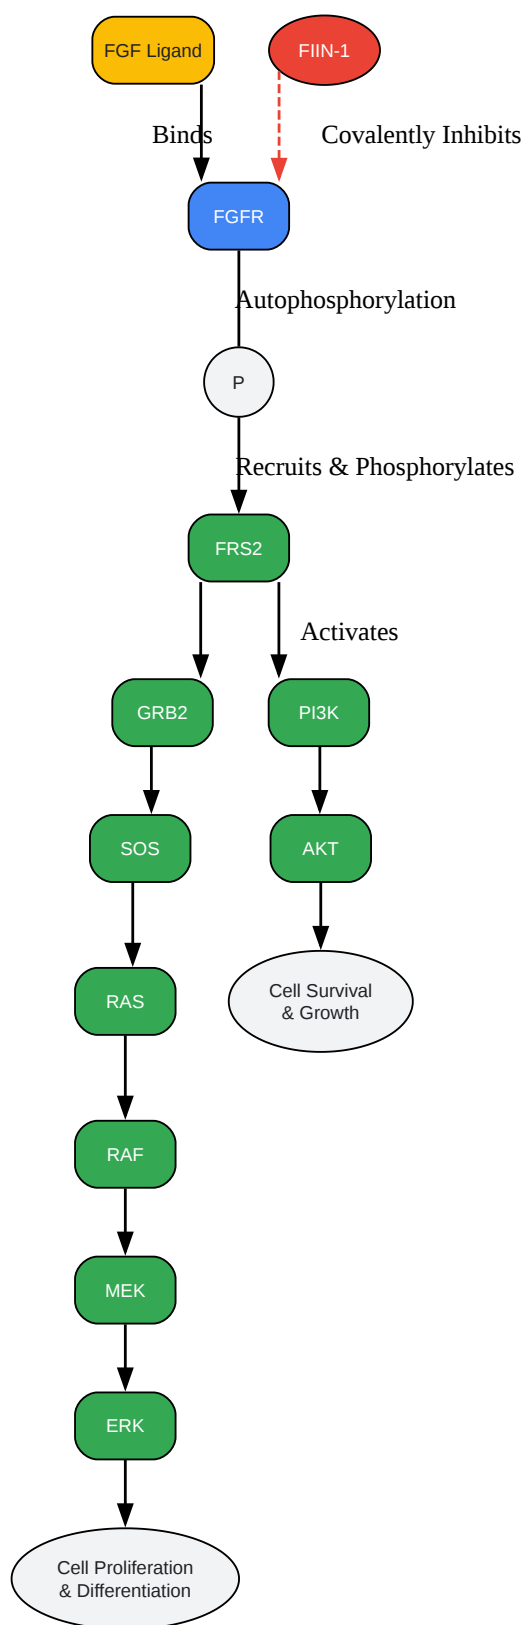 FGF Ligand
FIIN-1
Binds
Covalently Inhibits
FGFR
Autophosphorylation
P
Recruits & Phosphorylates
FRS2
Activates
GRB2
PI3K
SOS
AKT
RAS
Cell Survival
& Growth
RAF
MEK
ERK
Cell Proliferation
& Differentiation